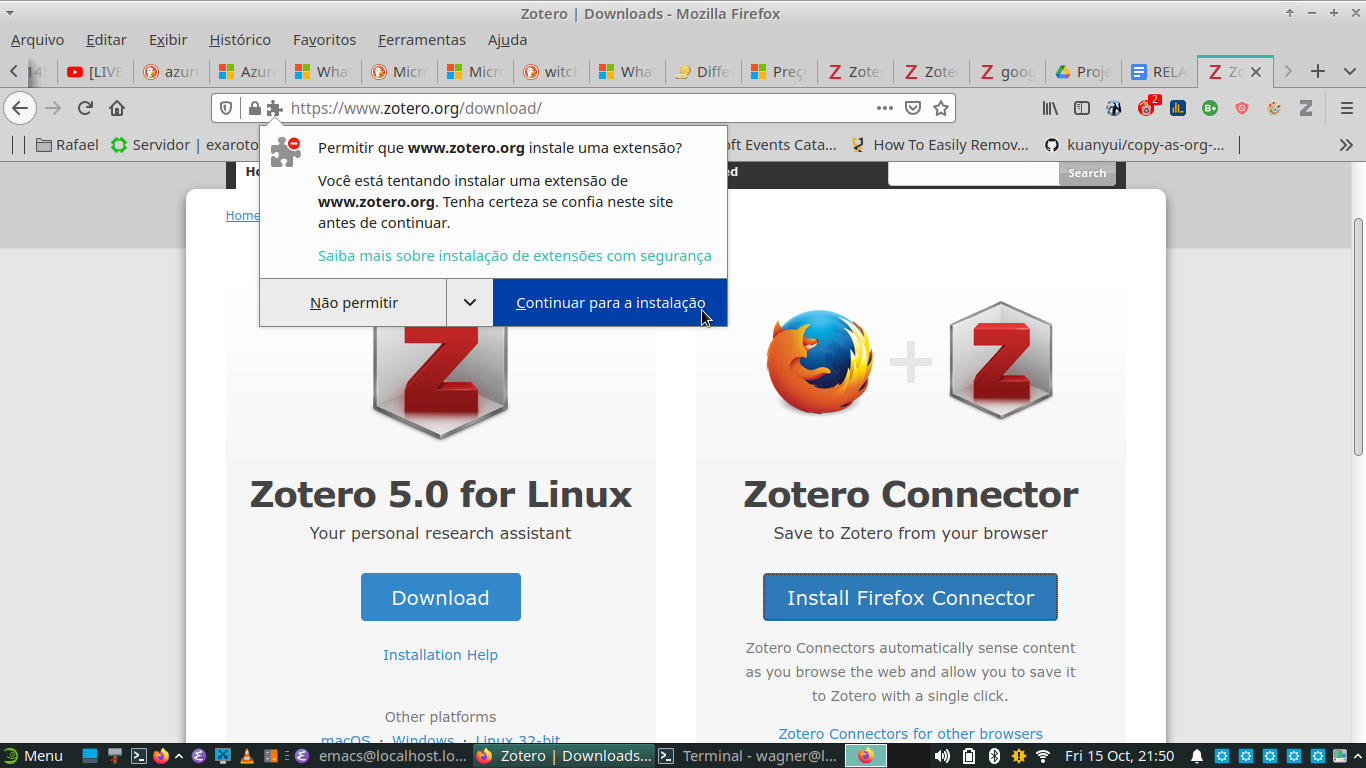 Zotero | Downloads - Mozilla Firefox
Arquivo Editar Exibir Histórico Favoritos Ferramentas Ajuda
[LIVE azur Azur What Micr Micr witch What Diffe Preç Zote Zote goog Proje RELA Zo
https://www.zotero.org/download/
2
B+
Z
Rafael Servidor | exaroto oft Events Cata... How To Easily Remov... kuanyui/copy-as-org-...
Permitir que www.zotero.org instale uma extensão?
Você está tentando instalar uma extensão de
www.zotero.org. Tenha certeza se confia neste site
antes de continuar.
Saiba mais sobre instalação de extensões com segurança
Não permitir
Continuar para a instalação
Ho
ed
Search
Home
Z
Z
Zotero 5.0 for Linux
Your personal research assistant
Download
Installation Help
Other platforms
macOS · Windows · Linux 32-bit
Zotero Connector
Save to Zotero from your browser
Install Firefox Connector
Zotero Connectors automatically sense content
as you browse the web and allow you to save it
to Zotero with a single click.
Zotero Connectors for other browsers
Menu emacs@localhost.lo... Zotero | Downloads... Terminal - wagner@l... Fri 15 Oct, 21:50